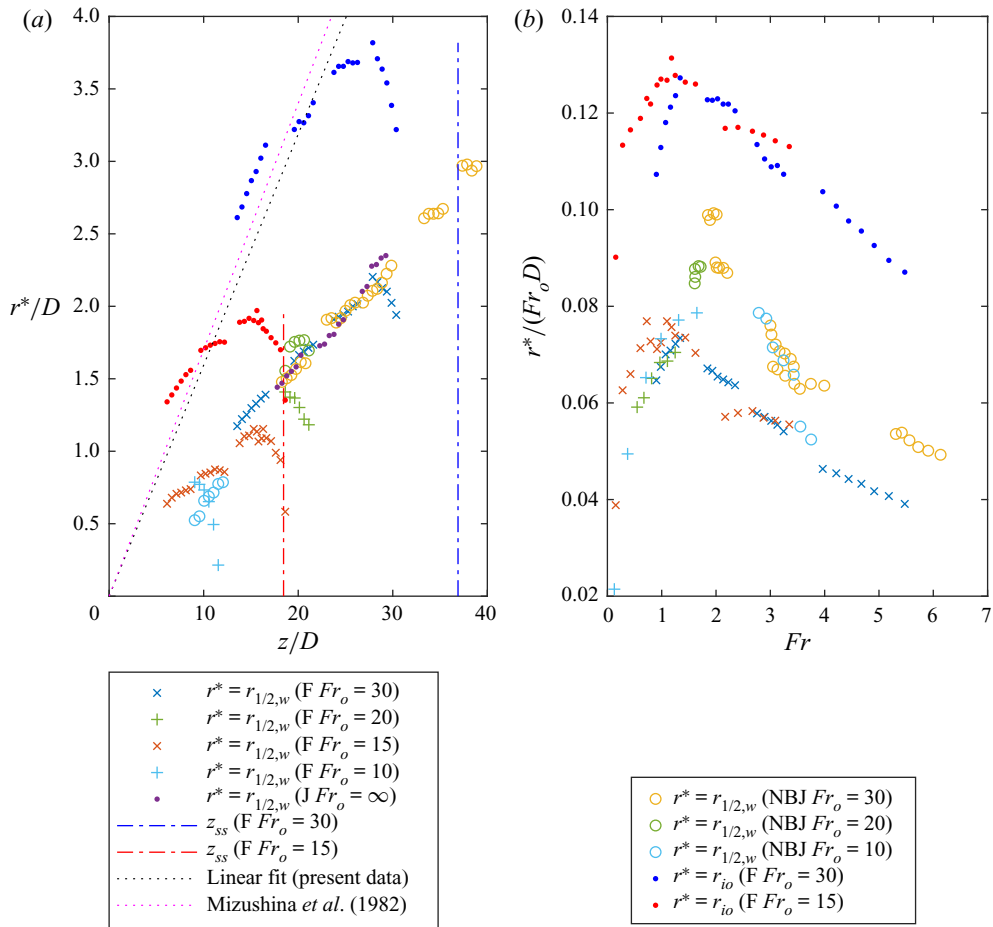 (a)
4.0
3.5
3.0
2.5
2.0
1.5
1.0
0.5
0
10
20
30
40
r*/D
z/D
(b)
0.14
0.12
0.10
0.08
0.06
0.04
0.02
0
1
2
3
4
5
6
7
r*/(Fr_o D)
Fr
r* = r_{1/2,w} (F Fr_o = 30)
r* = r_{1/2,w} (F Fr_o = 20)
r* = r_{1/2,w} (F Fr_o = 15)
r* = r_{1/2,w} (F Fr_o = 10)
r* = r_{1/2,w} (J Fr_o = ∞)
z_{ss} (F Fr_o = 30)
z_{ss} (F Fr_o = 15)
Linear fit (present data)
Mizushina et al. (1982)
r* = r_{1/2,w} (NBJ Fr_o = 30)
r* = r_{1/2,w} (NBJ Fr_o = 20)
r* = r_{1/2,w} (NBJ Fr_o = 10)
r* = r_{io} (F Fr_o = 30)
r* = r_{io} (F Fr_o = 15)